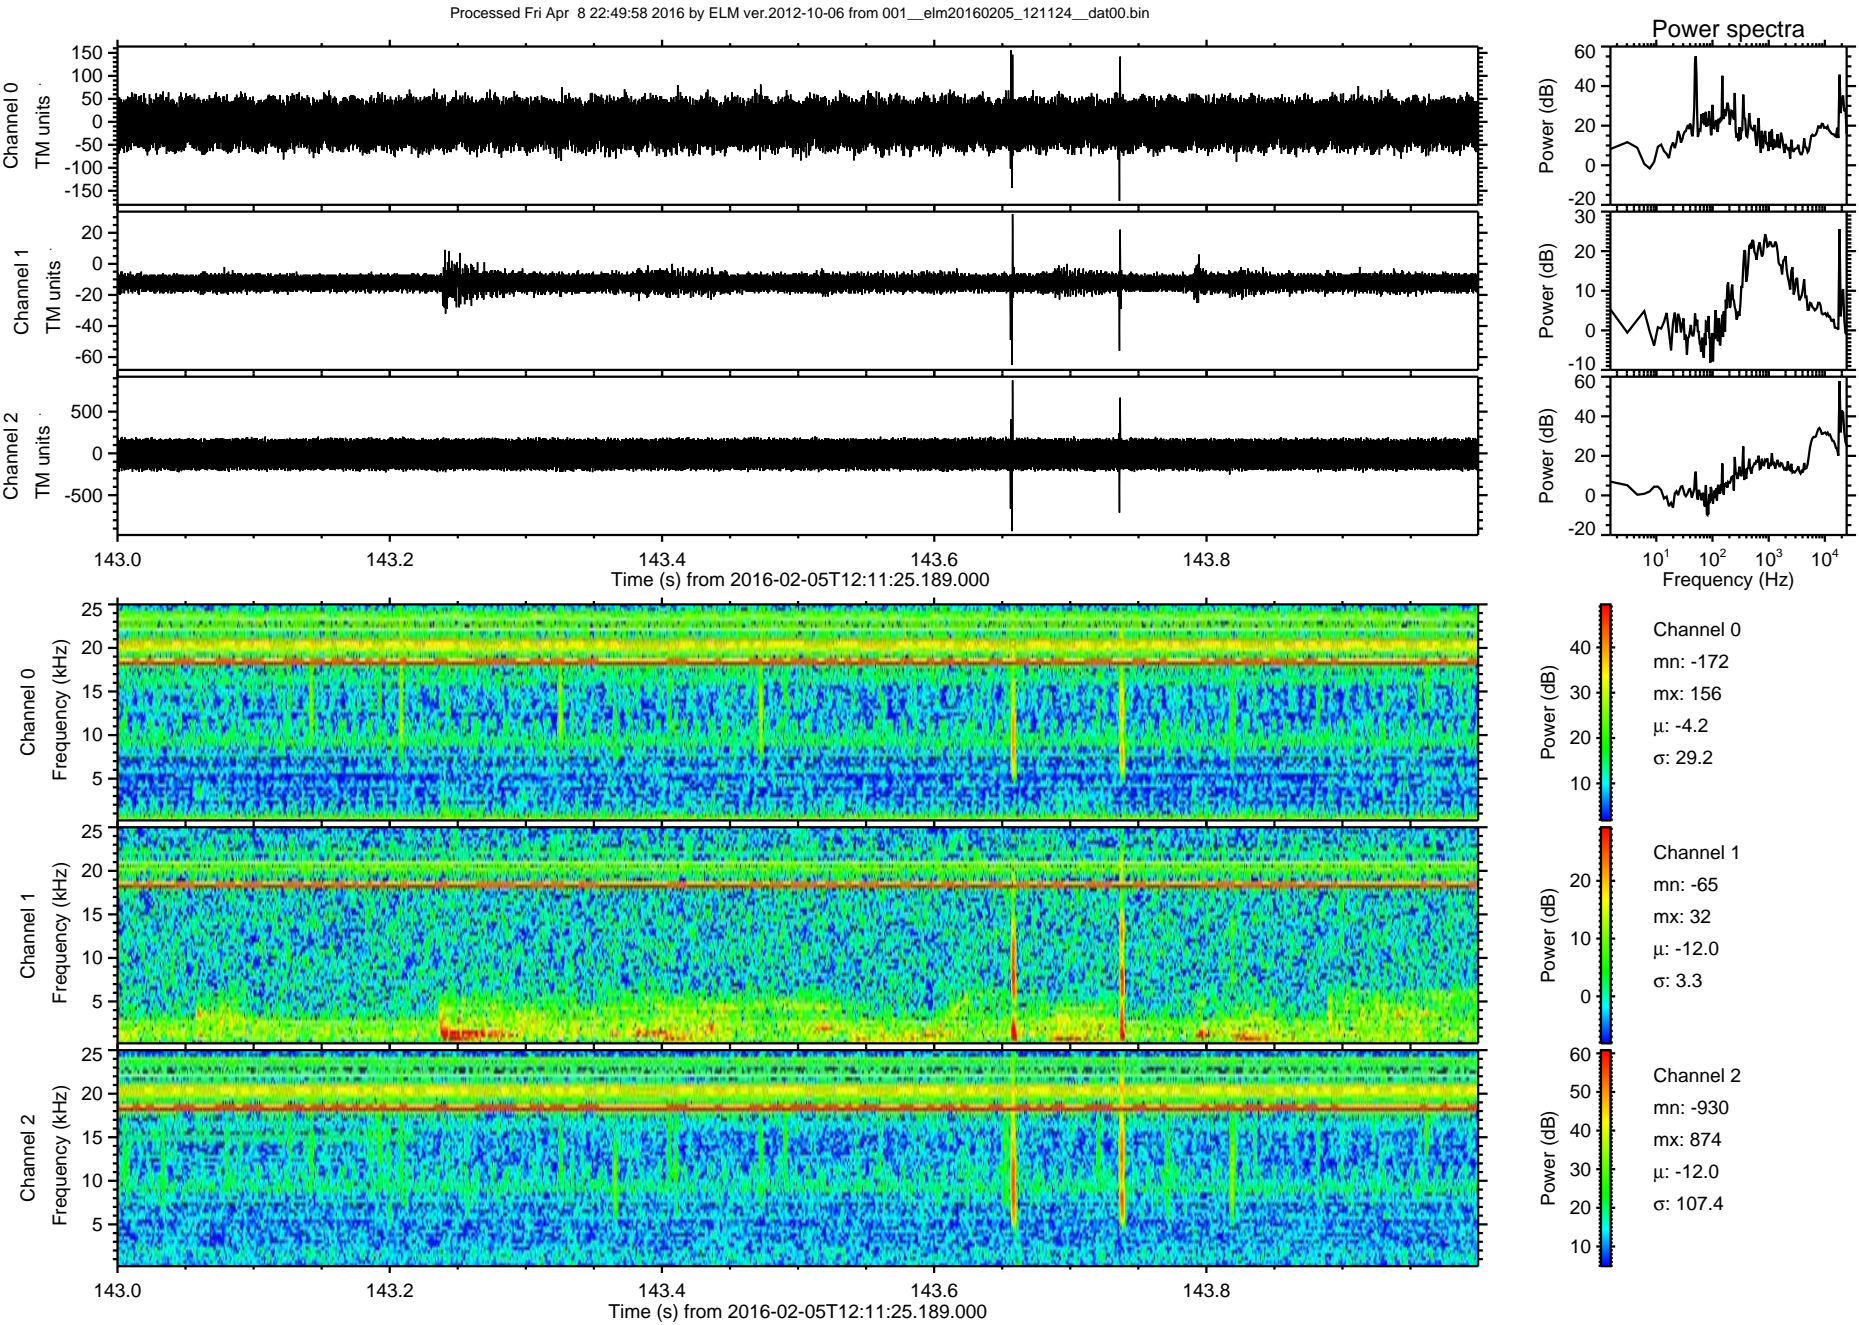 Processed Fri Apr  8 22:49:58 2016 by ELM ver.2012-10-06 from 001__elm20160205_121124__dat00.bin
Power spectra
Channel 0
TM units
150
100
50
0
-50
-100
-150
Power (dB)
60
40
20
0
-20
Channel 1
TM units
20
0
-20
-40
-60
Power (dB)
30
20
10
0
-10
Channel 2
TM units
500
0
-500
Power (dB)
60
40
20
0
-20
143.0 143.2 143.4 143.6 143.8
Time (s) from 2016-02-05T12:11:25.189.000
10^1 10^2 10^3 10^4
Frequency (Hz)
Channel 0
Frequency (kHz)
25
20
15
10
5
Power (dB)
40
30
20
10
Channel 0
mn: -172
mx: 156
μ: -4.2
σ: 29.2
Channel 1
Frequency (kHz)
25
20
15
10
5
Power (dB)
20
10
0
Channel 1
mn: -65
mx: 32
μ: -12.0
σ: 3.3
Channel 2
Frequency (kHz)
25
20
15
10
5
Power (dB)
60
50
40
30
20
10
Channel 2
mn: -930
mx: 874
μ: -12.0
σ: 107.4
143.0 143.2 143.4 143.6 143.8
Time (s) from 2016-02-05T12:11:25.189.000